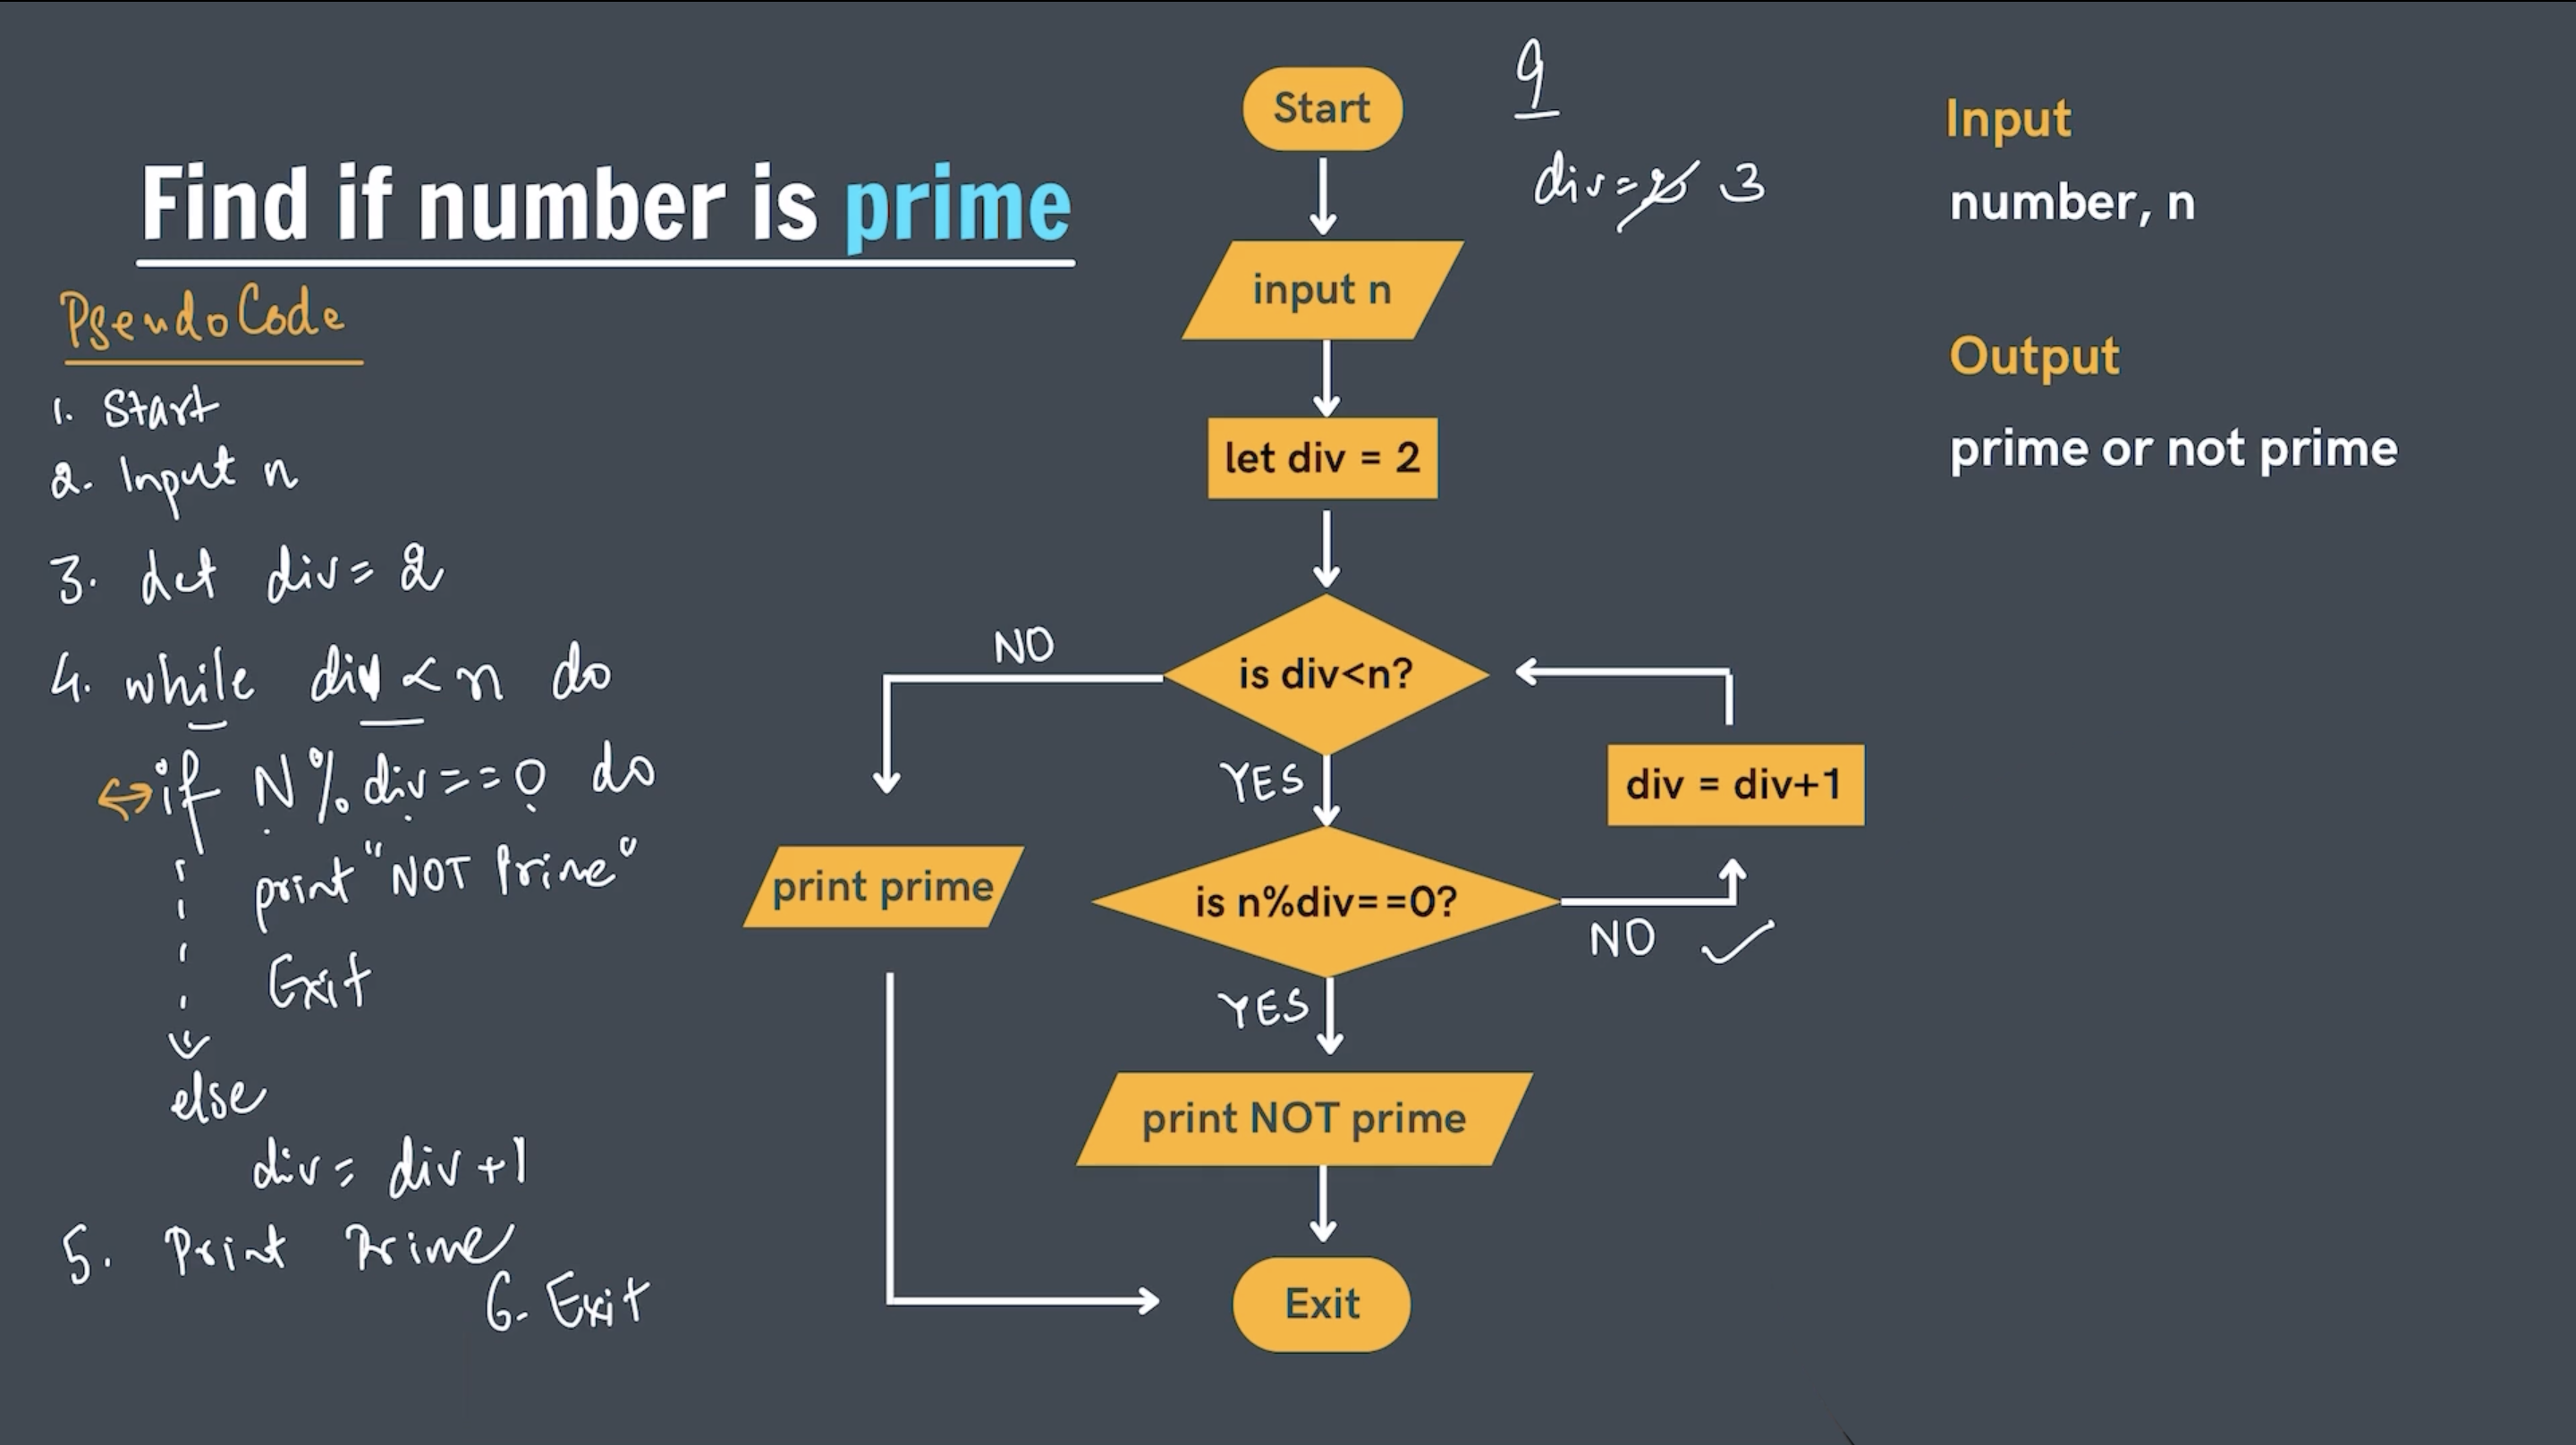 Find if number is prime
PseudoCode
1. Start
2. Input n
3. Let div = 2
4. while div < n do
if N % div == 0 do
print "NOT Prime"
Exit
else
div = div + 1
5. Print Prime
6. Exit
Start
input n
let div = 2
is div<n?
NO
YES
print prime
is n%div==0?
NO
div = div+1
YES
print NOT prime
Exit
9
div = 2 3
Input
number, n
Output
prime or not prime